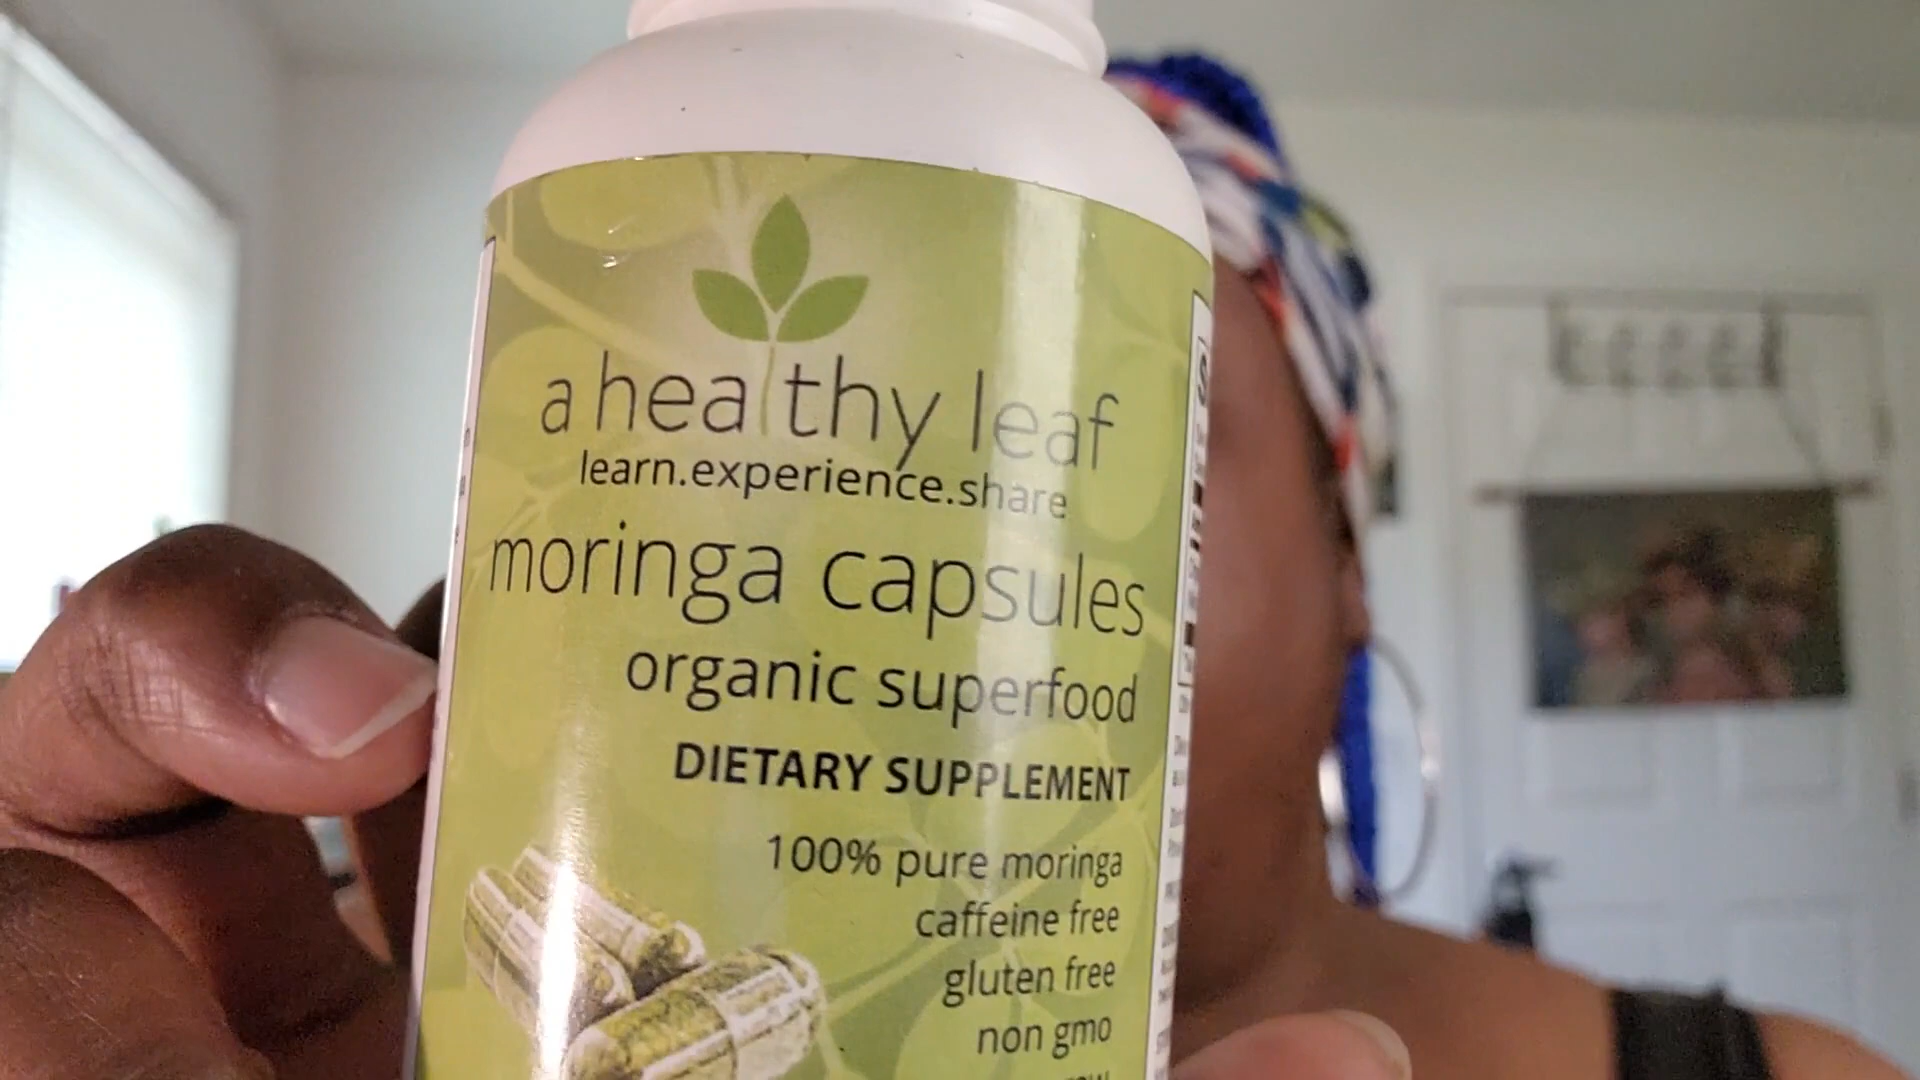 a healthy leaf
learn.experience.share
moringa capsules
organic superfood
DIETARY SUPPLEMENT
100% pure moringa
caffeine free
gluten free
non gmo